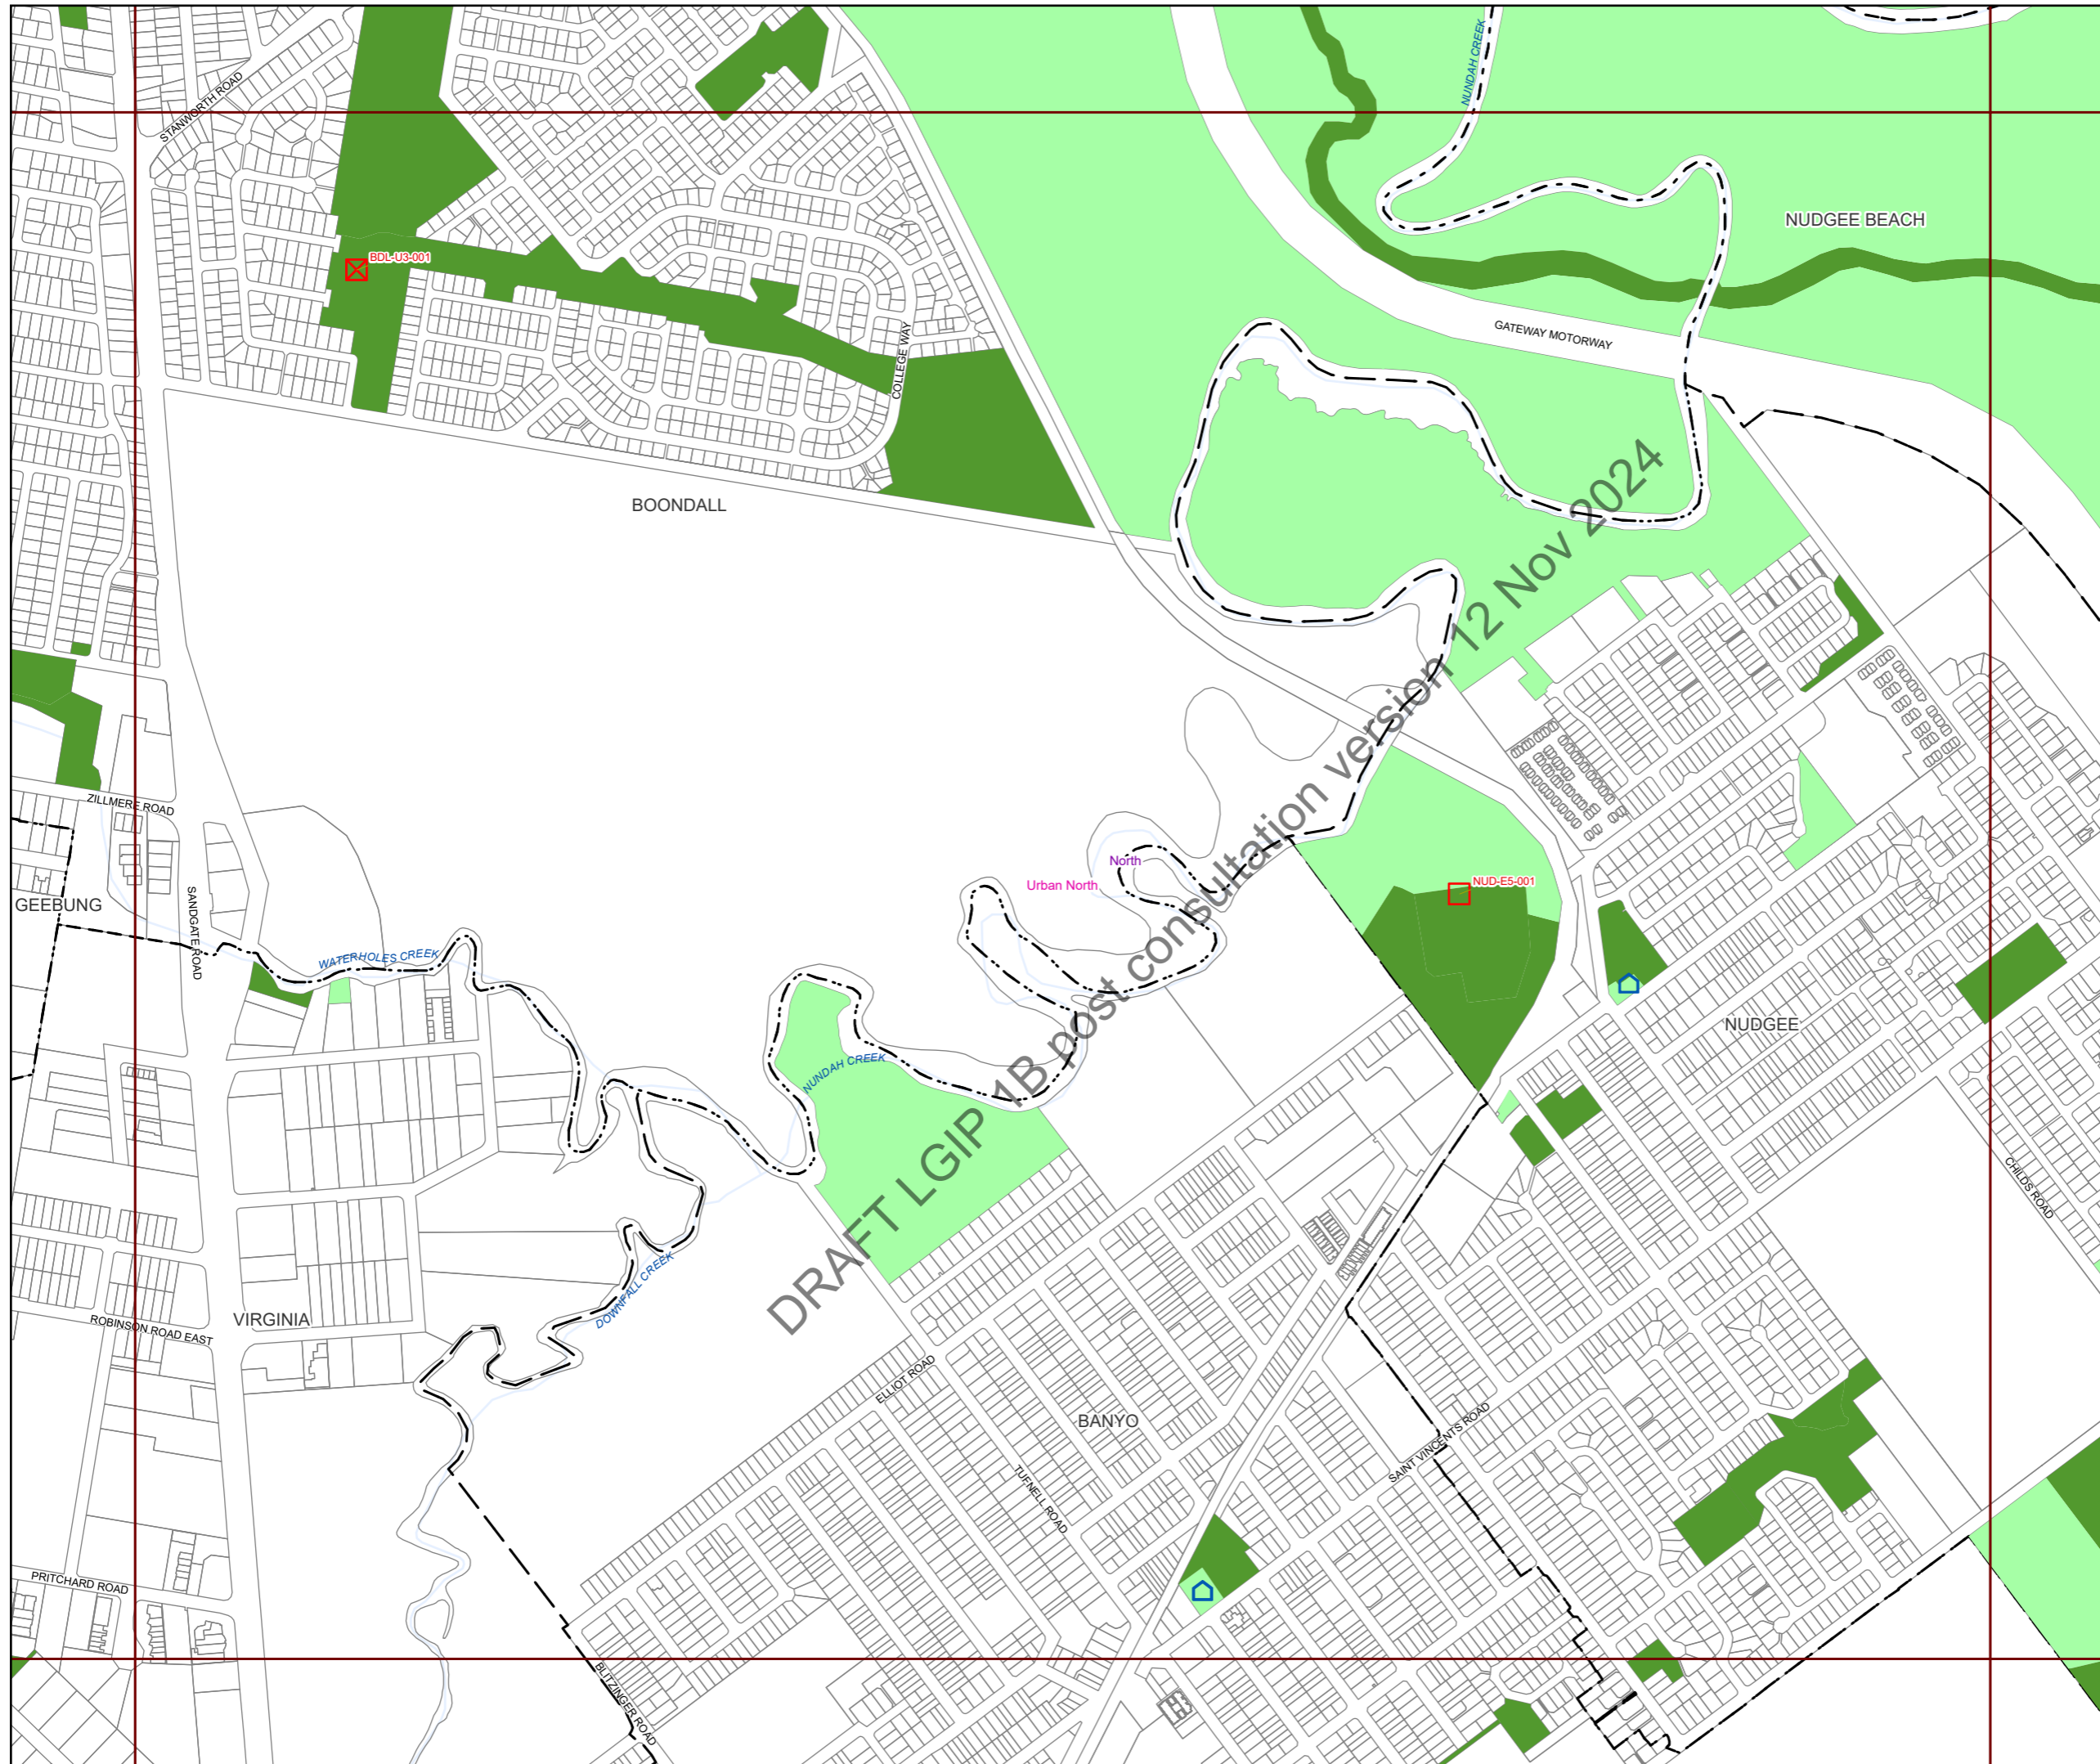 STANWORTH ROAD
NUNDAH CREEK
NUDGEE BEACH
BDL-U3-001
GATEWAY MOTORWAY
COLLEGE WAY
BOONDALL
DRAFT LGIP 1B post consultation version 12 Nov 2024
ZILLMERE ROAD
North
Urban North
NUD-E5-001
GEEBUNG
SANDGATE ROAD
WATERHOLES CREEK
NUDGEE
NUNDAH CREEK
CHILDS ROAD
DOWNFALL CREEK
VIRGINIA
ROBINSON ROAD EAST
ELLIOT ROAD
BANYO
SAINT VINCENTS ROAD
TUFNELL ROAD
PRITCHARD ROAD
BLITZINGER ROAD